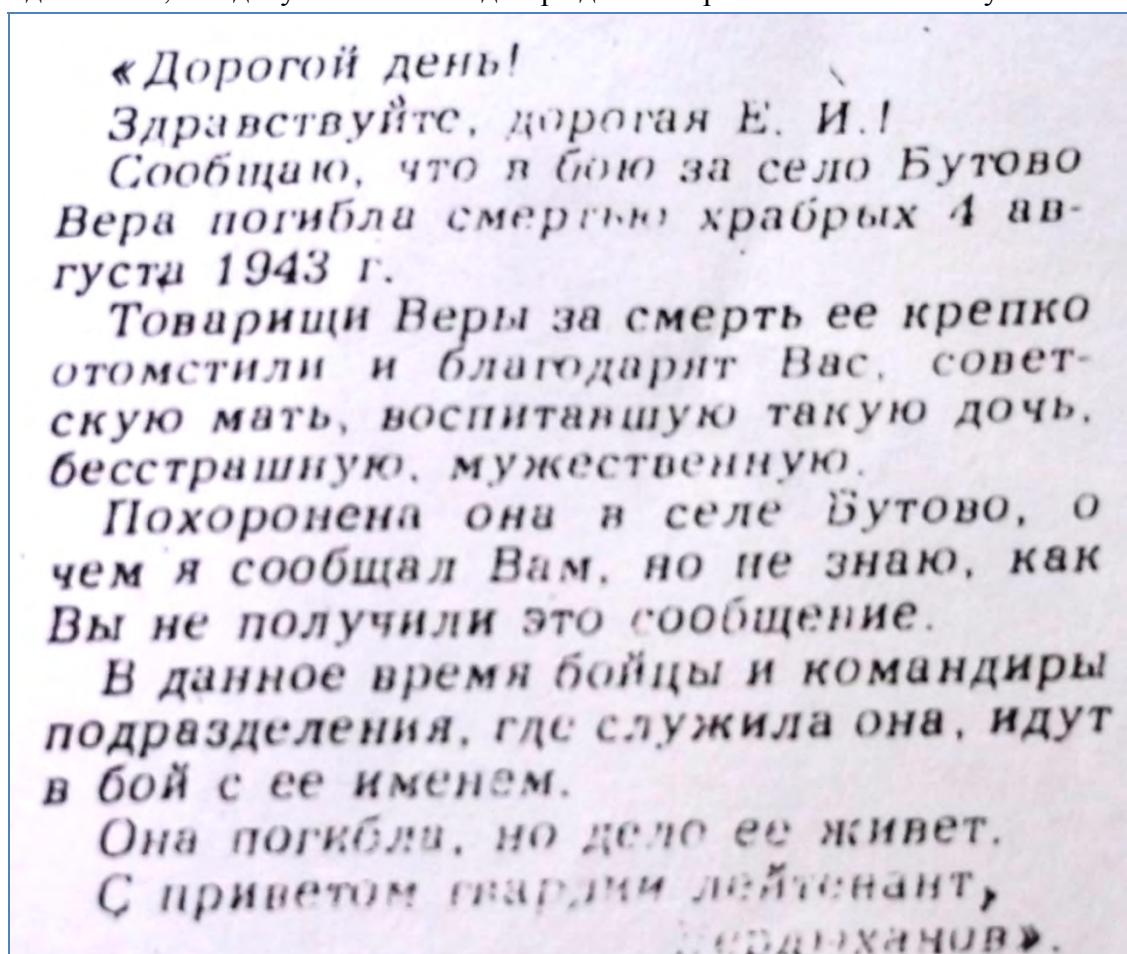 «Дорогой день!
Здравствуйте, дорогая Е. И.!
Сообщаю, что в бою за село Бутово
Вера погибла смертью храбрых 4 ав-
густа 1943 г.
Товарищи Веры за смерть ее крепко
отомстили и благодарят Вас, совет-
скую мать, воспитавшую такую дочь,
бесстрашную, мужественную.
Похоронена она в селе Бутово, о
чем я сообщал Вам, но не знаю, как
Вы не получили это сообщение.
В данное время бойцы и командиры
подразделения, где служила она, идут
в бой с ее именем.
Она погибла, но дело ее живет.
С приветом гвардии лейтенант,